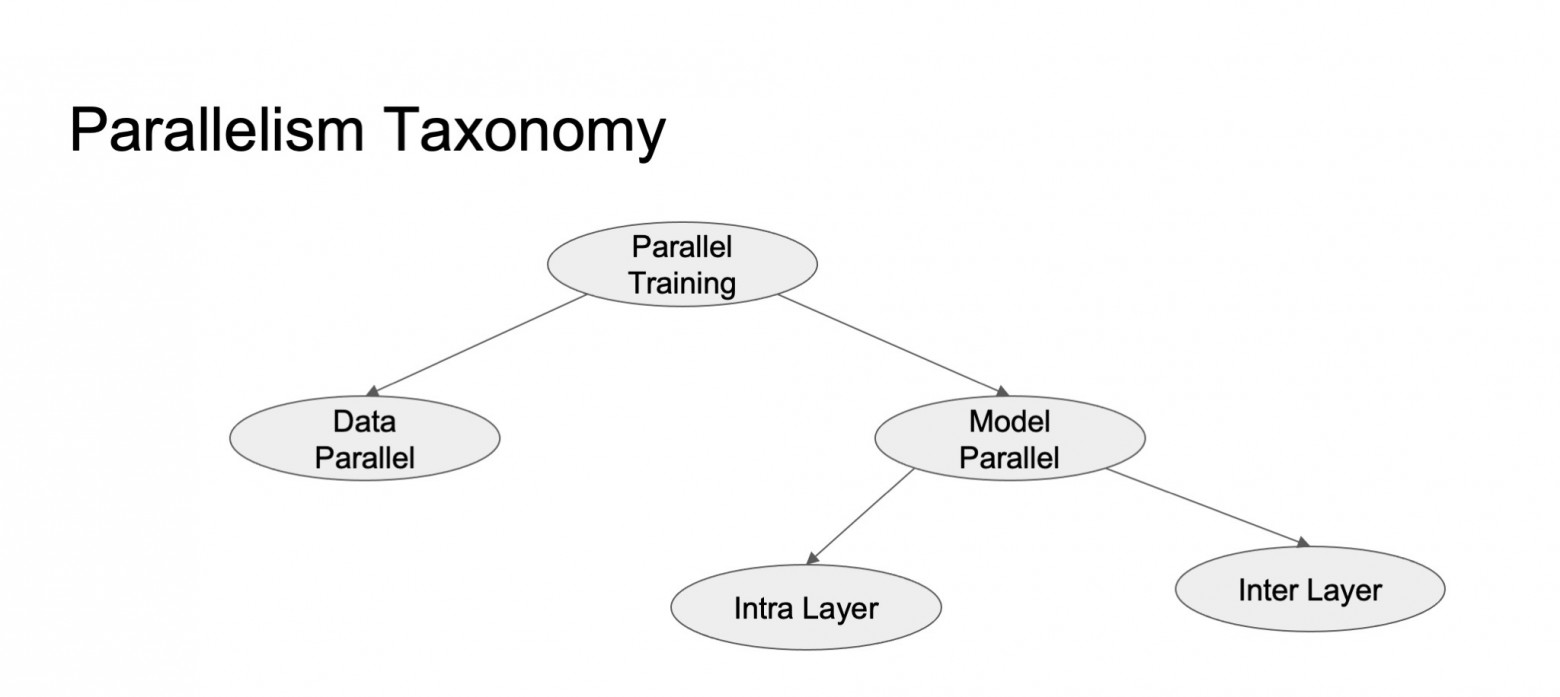 Parallelism Taxonomy
Parallel
Training
Data
Parallel
Model
Parallel
Intra Layer
Inter Layer